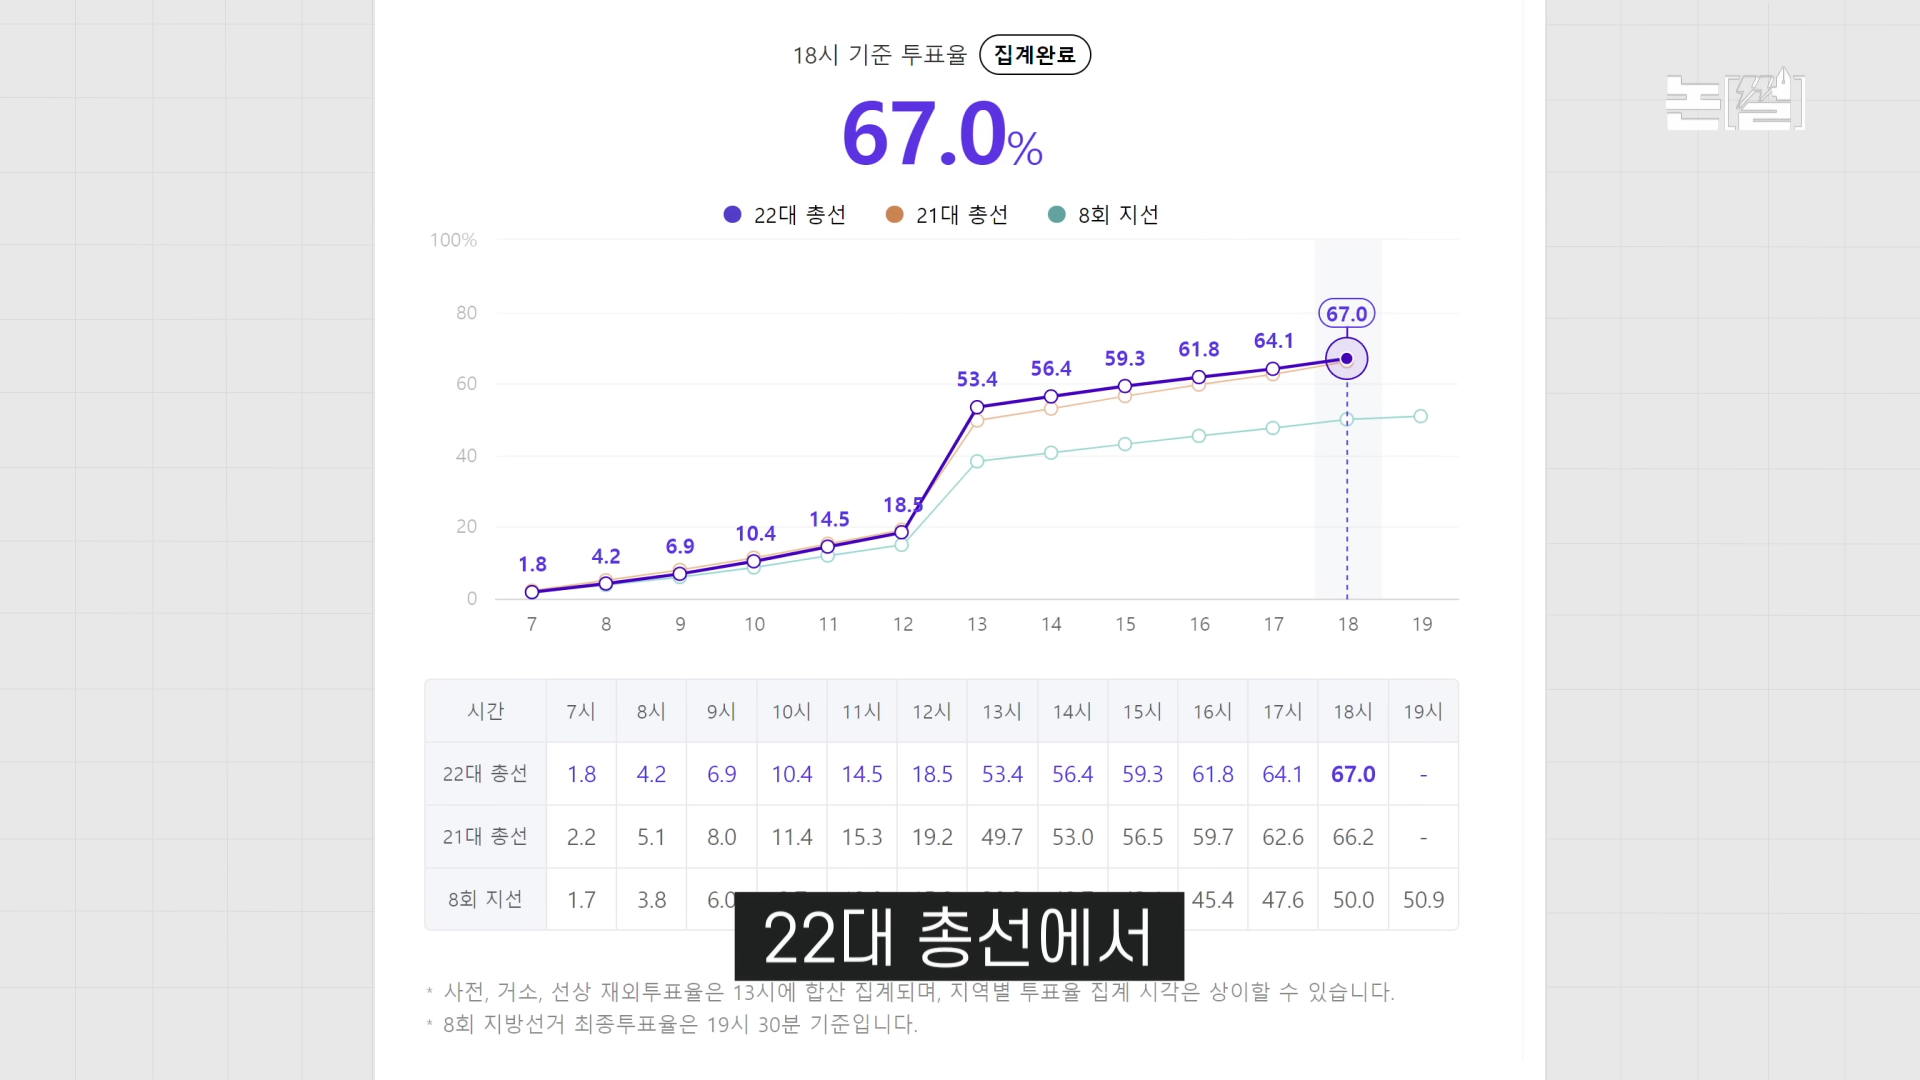 18시 기준 투표율 집계완료
논[썰]
67.0%
22대 총선 21대 총선 8회 지선
100%
80
60
40
20
0
1.8 4.2 6.9 10.4 14.5 18.5 53.4 56.4 59.3 61.8 64.1 67.0
7 8 9 10 11 12 13 14 15 16 17 18 19
시간 7시 8시 9시 10시 11시 12시 13시 14시 15시 16시 17시 18시 19시
22대 총선 1.8 4.2 6.9 10.4 14.5 18.5 53.4 56.4 59.3 61.8 64.1 67.0 -
21대 총선 2.2 5.1 8.0 11.4 15.3 19.2 49.7 53.0 56.5 59.7 62.6 66.2 -
8회 지선 1.7 3.8 6.0 45.4 47.6 50.0 50.9
22대 총선에서
* 사전, 거소, 선상 재외투표율은 13시에 합산 집계되며, 지역별 투표율 집계 시각은 상이할 수 있습니다.
* 8회 지방선거 최종투표율은 19시 30분 기준입니다.